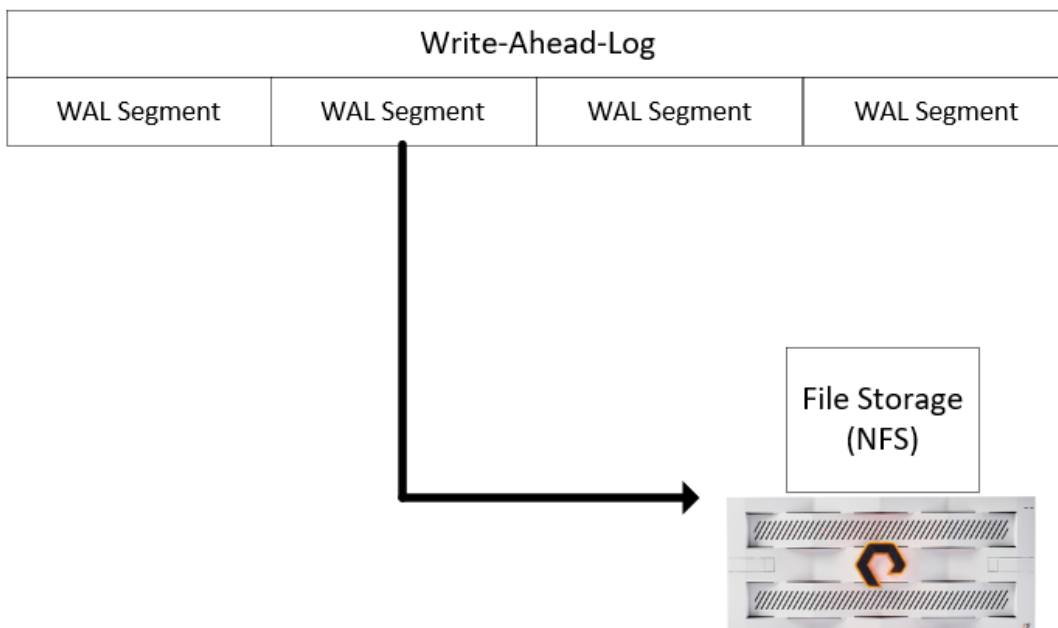 Write-Ahead-Log
WAL Segment
WAL Segment
WAL Segment
WAL Segment
File Storage
(NFS)